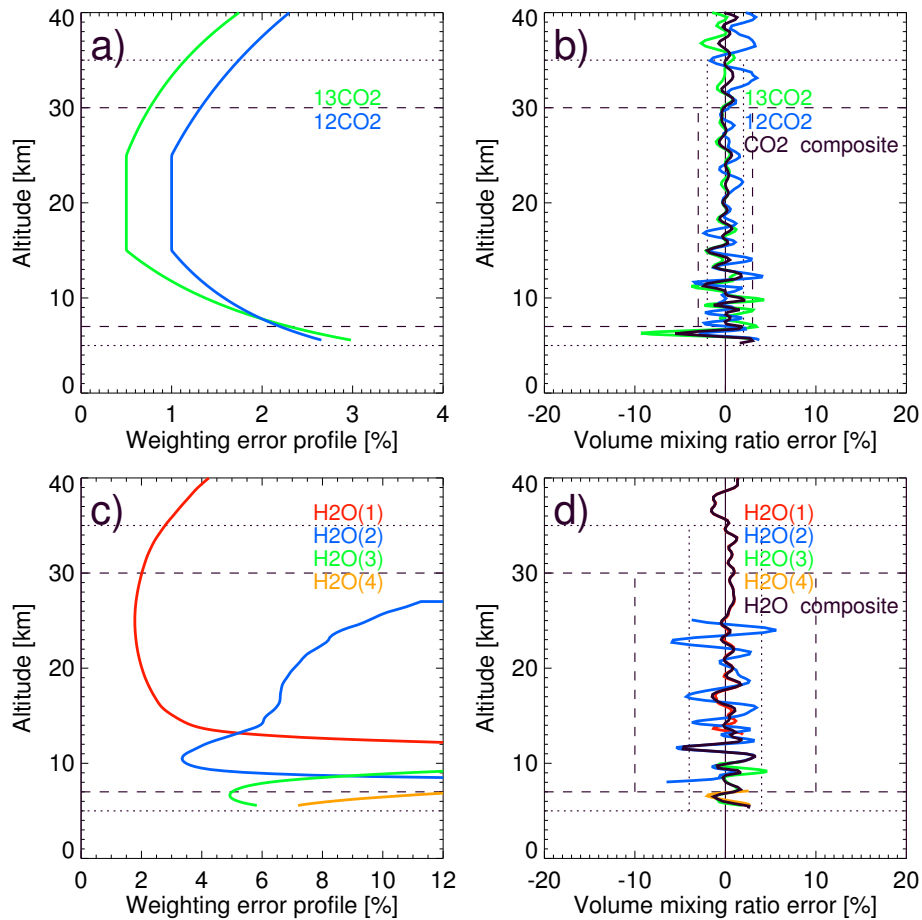 a)
13CO2
12CO2
Altitude [km]
40
30
20
10
0
0
1
2
3
4
Weighting error profile [%]
b)
13CO2
12CO2
CO2 composite
Altitude [km]
40
30
20
10
0
-20
-10
0
10
20
Volume mixing ratio error [%]
c)
H2O(1)
H2O(2)
H2O(3)
H2O(4)
Altitude [km]
40
30
20
10
0
0
2
4
6
8
10
12
Weighting error profile [%]
d)
H2O(1)
H2O(2)
H2O(3)
H2O(4)
H2O composite
Altitude [km]
40
30
20
10
0
-20
-10
0
10
20
Volume mixing ratio error [%]